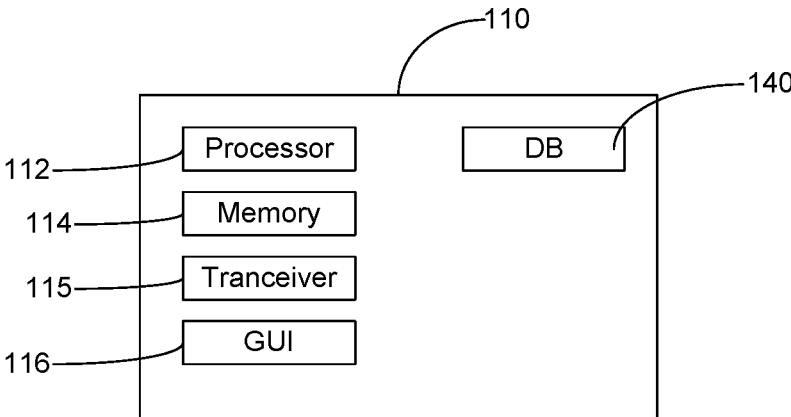 110
140
Processor
DB
112
Memory
114
Tranceiver
115
GUI
116